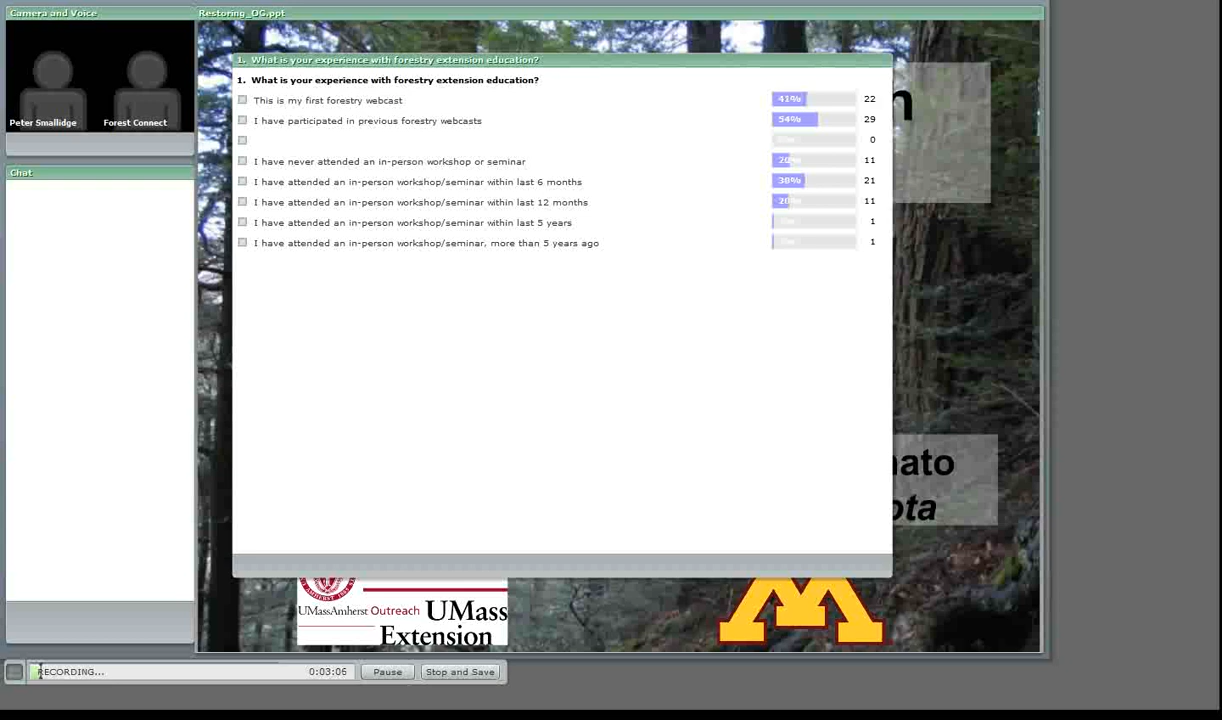 Camera and Voice
Peter Smallidge
Forest Connect
Chat
Restoring_OG.ppt
1. What is your experience with forestry extension education?
1. What is your experience with forestry extension education?
This is my first forestry webcast 41% 22
I have participated in previous forestry webcasts 54% 29
0
I have never attended an in-person workshop or seminar 20% 11
I have attended an in-person workshop/seminar within last 6 months 38% 21
I have attended an in-person workshop/seminar within last 12 months 20% 11
I have attended an in-person workshop/seminar within last 5 years 1
I have attended an in-person workshop/seminar, more than 5 years ago 1
UMassAmherst Outreach UMass
Extension
RECORDING... 0:03:06 Pause Stop and Save